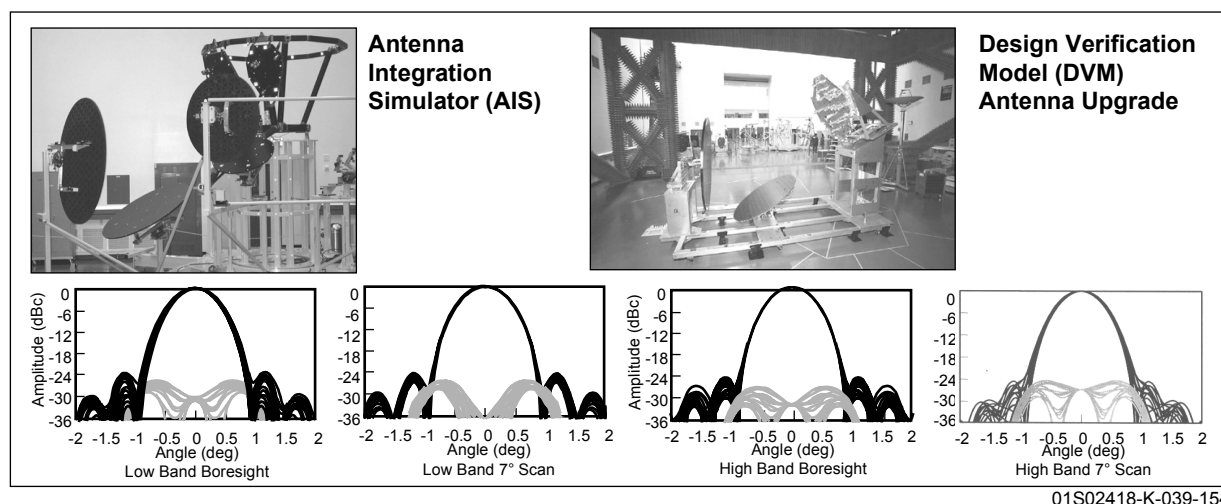 Antenna
Integration
Simulator (AIS)
Design Verification
Model (DVM)
Antenna Upgrade
Amplitude (dBc)
0
-6
-12
-18
-24
-30
-36
-2 -1.5 -1 -0.5 0 0.5 1 1.5 2
Angle (deg)
Low Band Boresight
0
-6
-12
-18
-24
-30
-36
-2 -1.5 -1 -0.5 0 0.5 1 1.5 2
Angle (deg)
Low Band 7° Scan
Amplitude (dBc)
0
-6
-12
-18
-24
-30
-36
-2 -1.5 -1 -0.5 0 0.5 1 1.5 2
Angle (deg)
High Band Boresight
0
-6
-12
-18
-24
-30
-36
-2 -1.5 -1 -0.5 0 0.5 1 1.5 2
Angle (deg)
High Band 7° Scan
01S02418-K-039-154